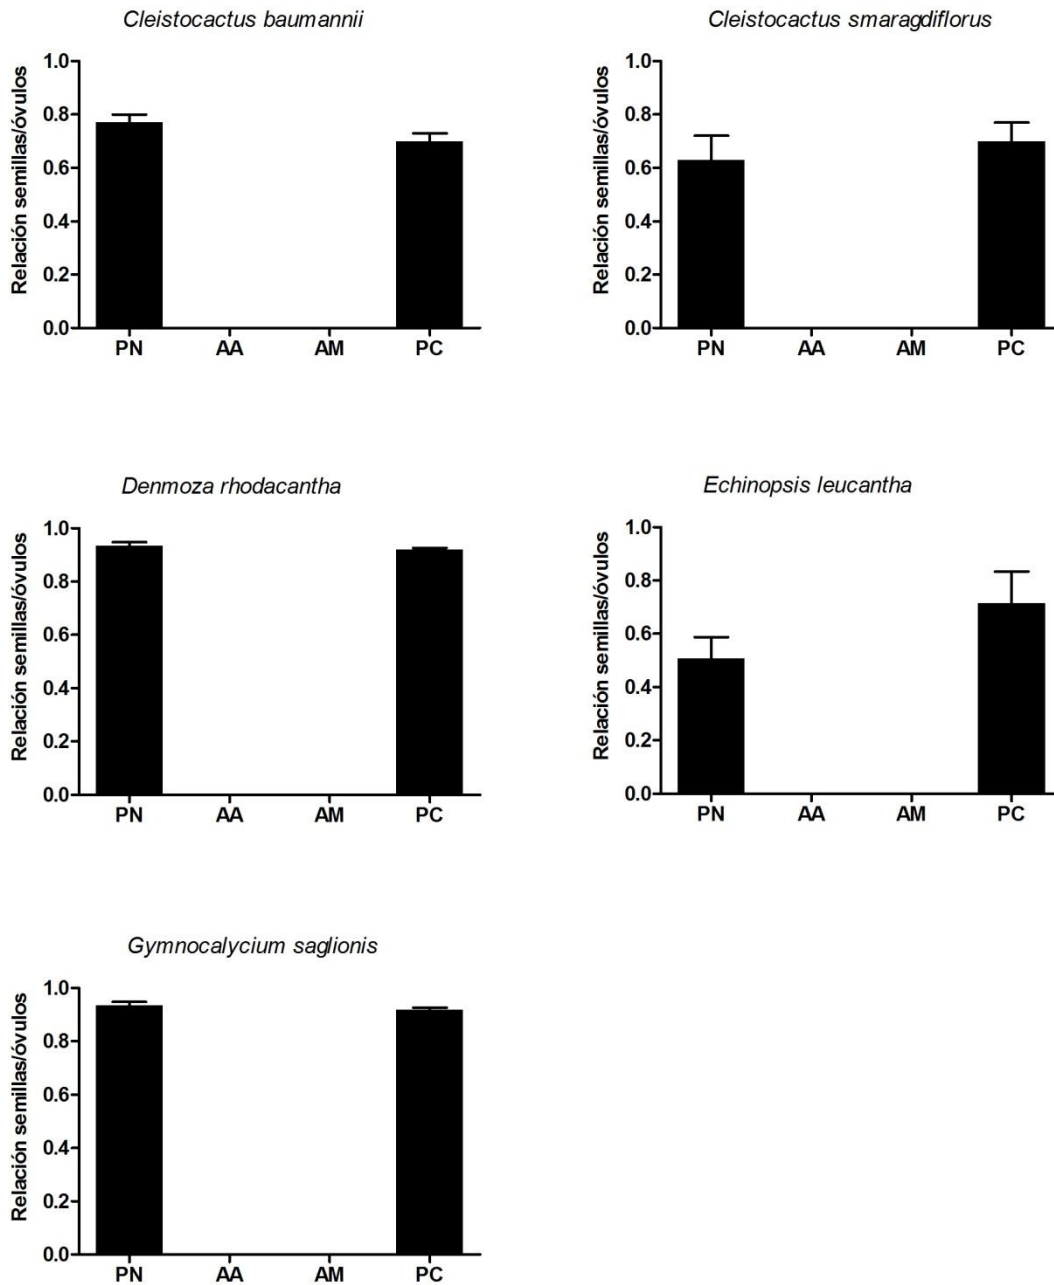 Cleistocactus baumannii
Relación semillas/óvulos
1.0
0.8
0.6
0.4
0.2
0.0
PN AA AM PC
Cleistocactus smaragdiflorus
Relación semillas/óvulos
1.0
0.8
0.6
0.4
0.2
0.0
PN AA AM PC
Denmoza rhodacantha
Relación semillas/óvulos
1.0
0.8
0.6
0.4
0.2
0.0
PN AA AM PC
Echinopsis leucantha
Relación semillas/óvulos
1.0
0.8
0.6
0.4
0.2
0.0
PN AA AM PC
Gymnocalycium saglionis
Relación semillas/óvulos
1.0
0.8
0.6
0.4
0.2
0.0
PN AA AM PC